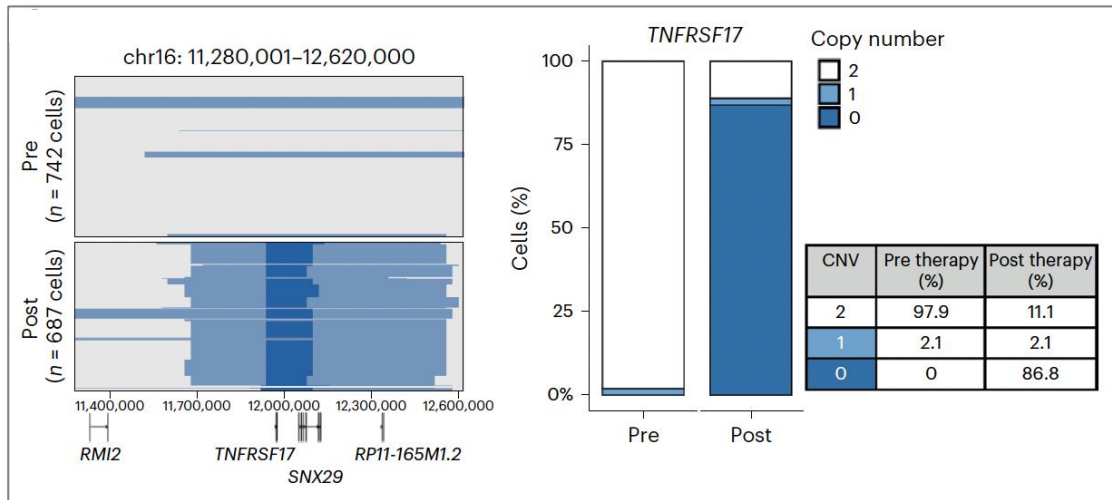 chr16: 11,280,001–12,620,000
Pre
(n = 742 cells)
Post
(n = 687 cells)
11,400,000 11,700,000 12,000,000 12,300,000 12,600,000
RMI2 TNFRSF17 RP11-165M1.2
SNX29
TNFRSF17
Cells (%)
100
75
50
25
0%
Pre Post
Copy number
2
1
0
CNV Pre therapy (%) Post therapy (%)
2 97.9 11.1
1 2.1 2.1
0 0 86.8